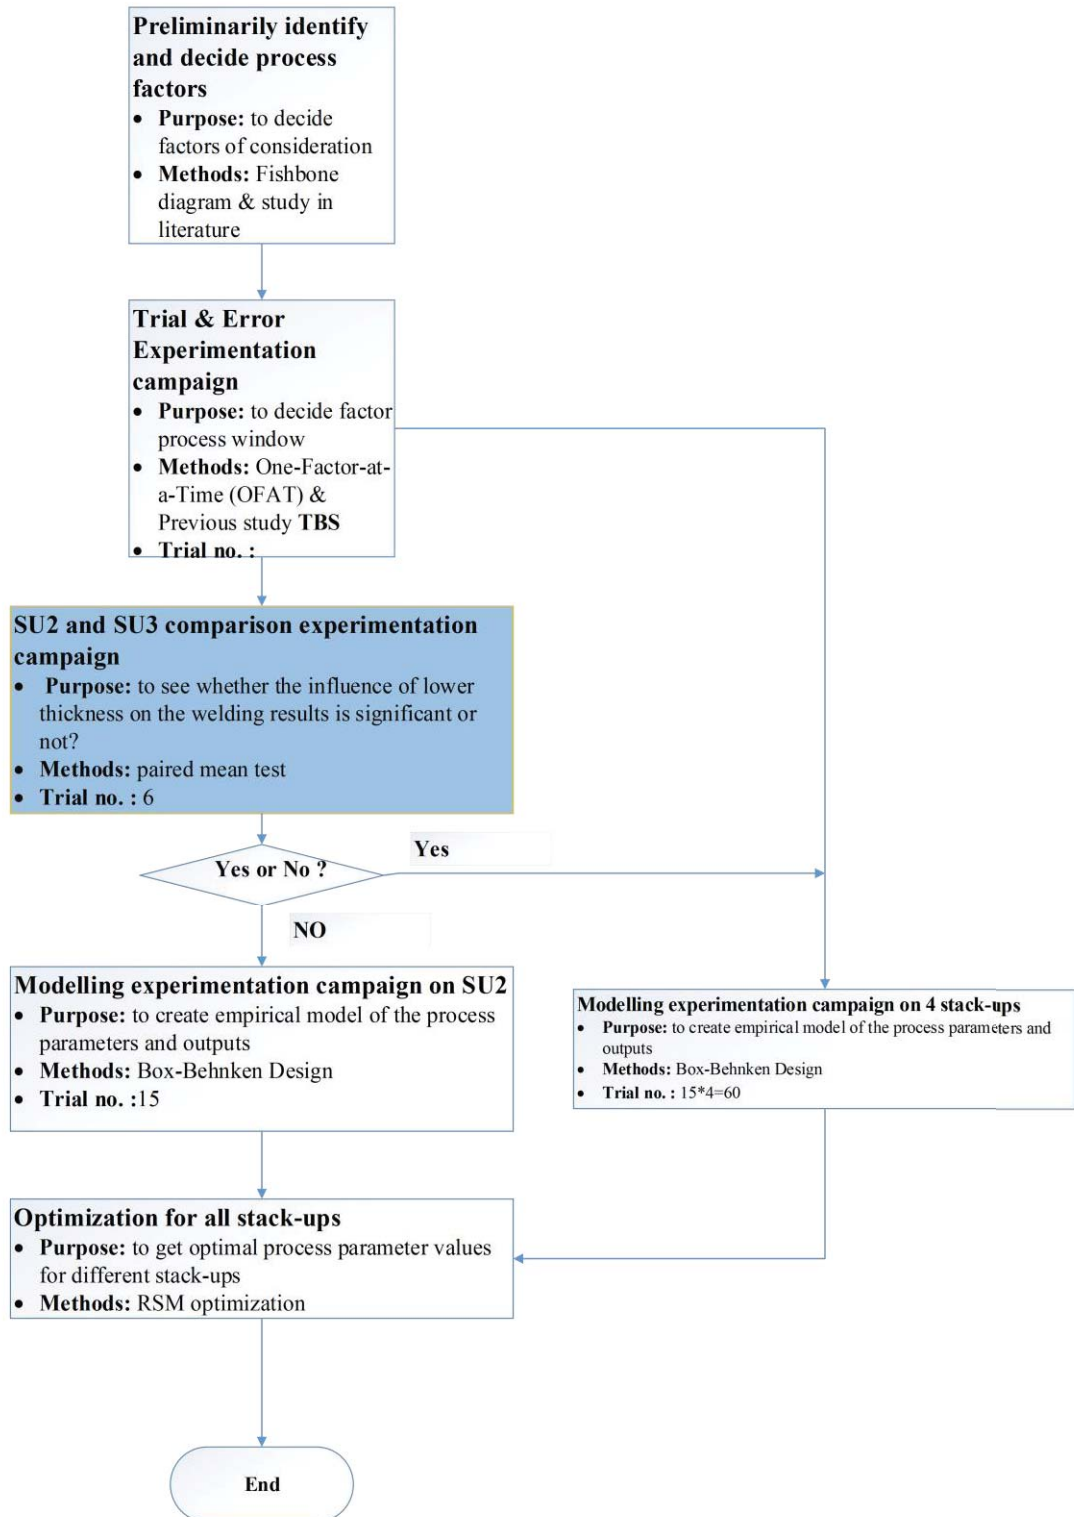 Preliminarily identify
and decide process
factors
• Purpose: to decide
factors of consideration
• Methods: Fishbone
diagram & study in
literature
Trial & Error
Experimentation
campaign
• Purpose: to decide factor
process window
• Methods: One-Factor-at-
a-Time (OFAT) &
Previous study TBS
• Trial no. :
SU2 and SU3 comparison experimentation
campaign
• Purpose: to see whether the influence of lower
thickness on the welding results is significant or
not?
• Methods: paired mean test
• Trial no. : 6
Yes or No ?
Yes
NO
Modelling experimentation campaign on SU2
• Purpose: to create empirical model of the process
parameters and outputs
• Methods: Box-Behnken Design
• Trial no. :15
Modelling experimentation campaign on 4 stack-ups
• Purpose: to create empirical model of the process parameters and
outputs
• Methods: Box-Behnken Design
• Trial no. : 15*4=60
Optimization for all stack-ups
• Purpose: to get optimal process parameter values
for different stack-ups
• Methods: RSM optimization
End